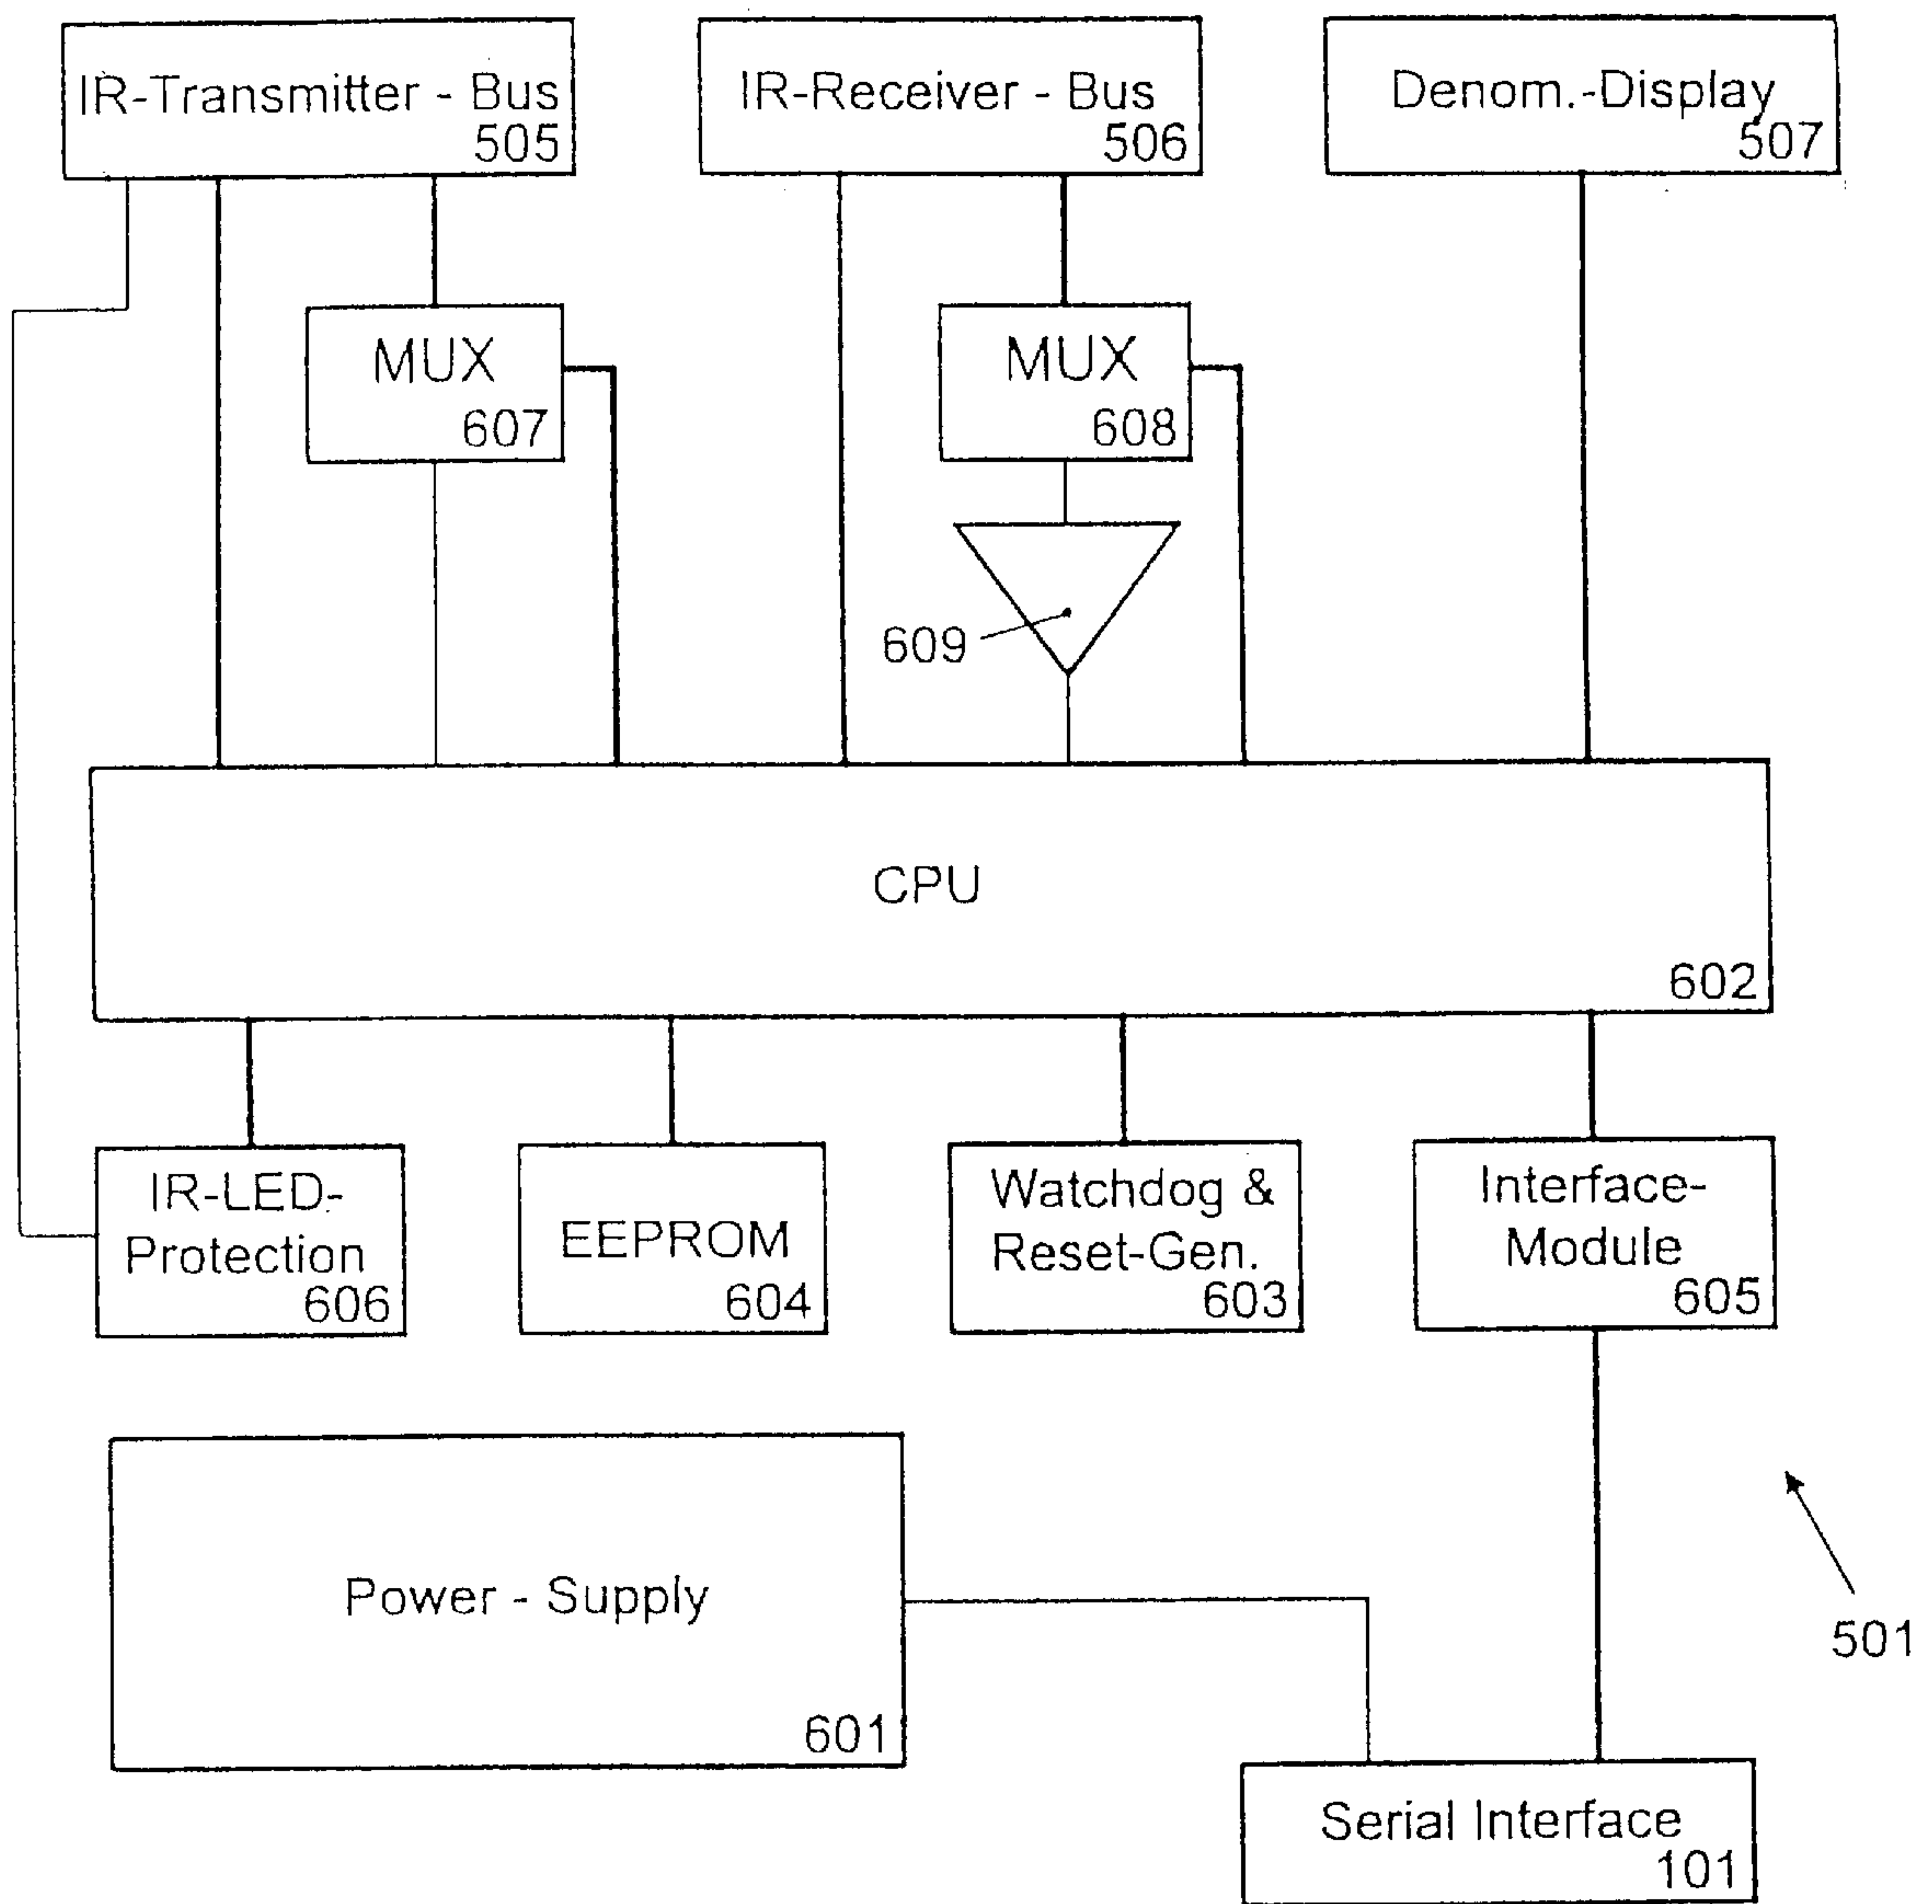 IR-Transmitter - Bus
505
IR-Receiver - Bus
506
Denom.-Display
507
MUX
607
MUX
608
609
CPU
602
IR-LED-
Protection
606
EEPROM
604
Watchdog &
Reset-Gen.
603
Interface-
Module
605
Power - Supply
601
501
Serial Interface
101